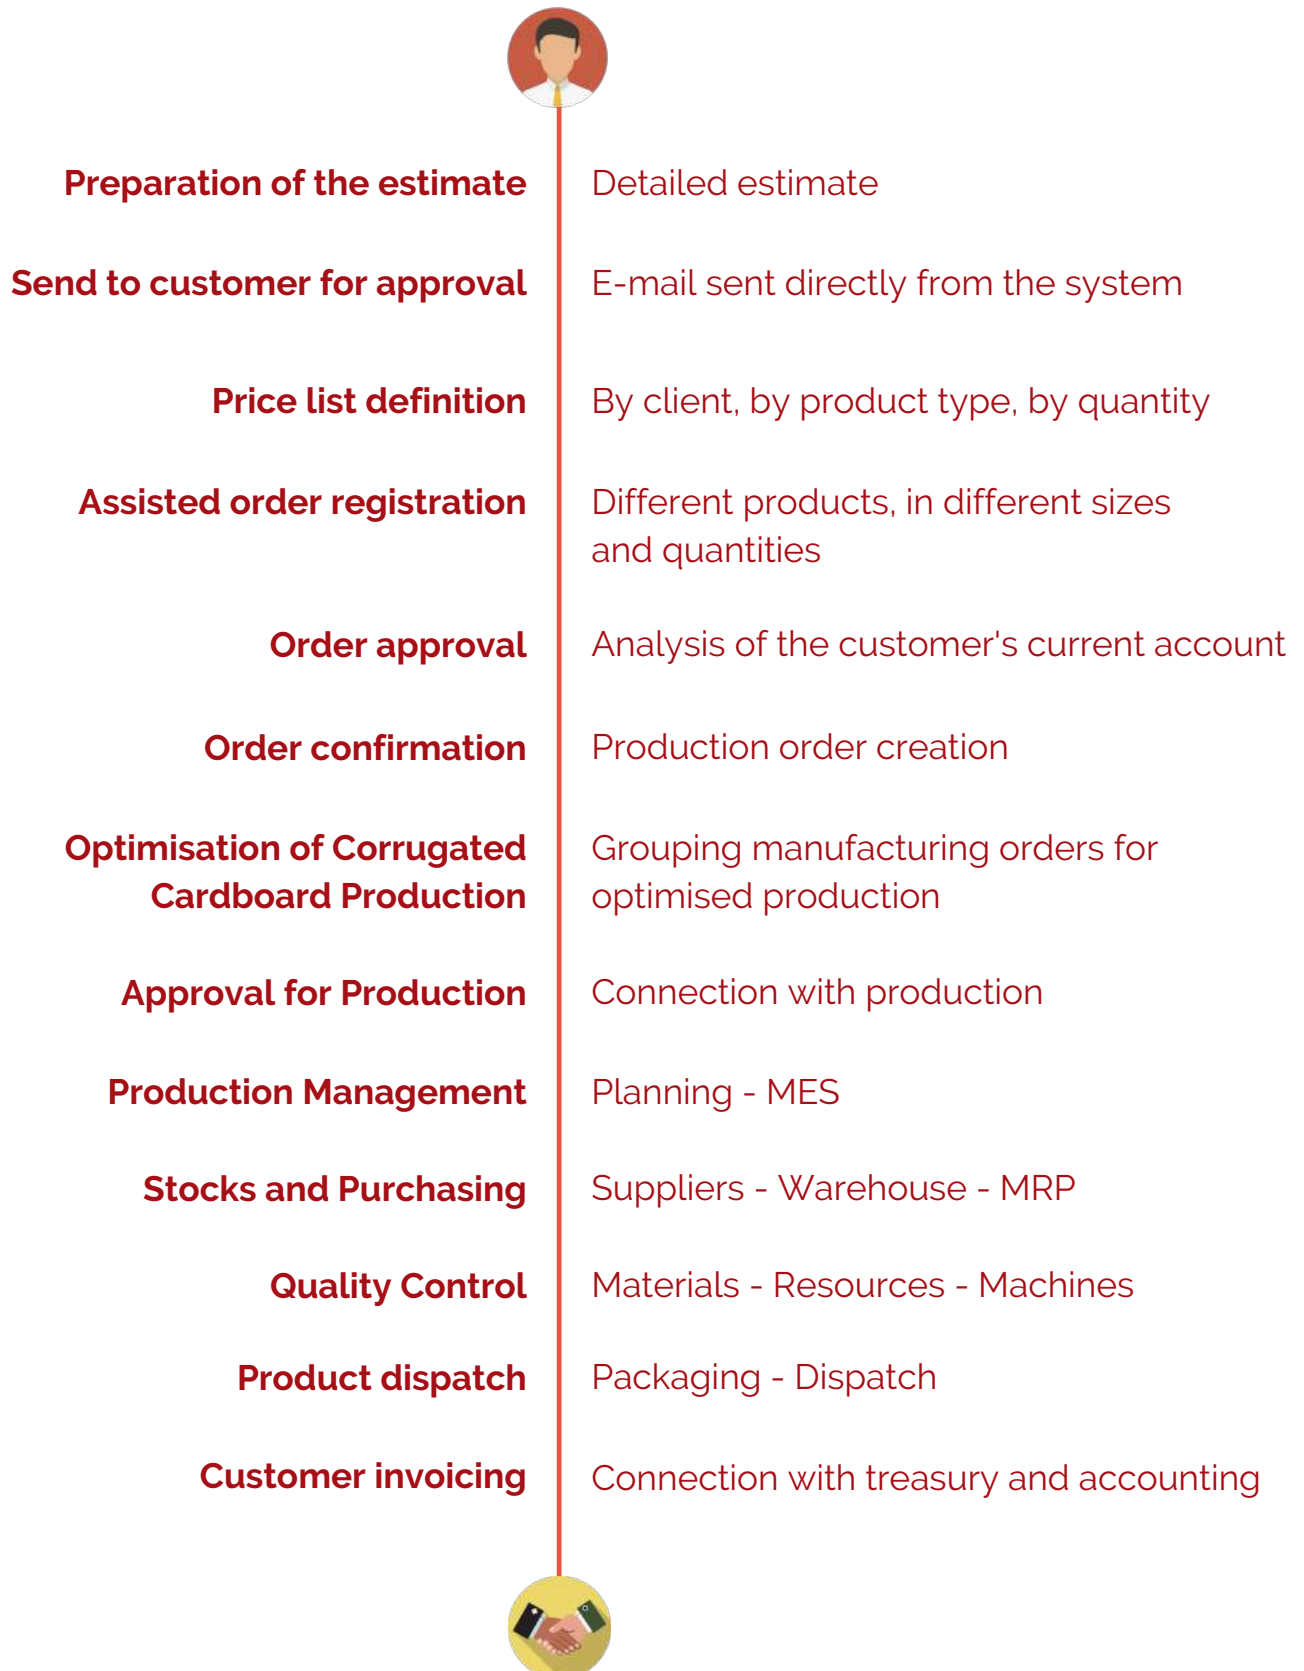 Preparation of the estimate
Detailed estimate
Send to customer for approval
E-mail sent directly from the system
Price list definition
By client, by product type, by quantity
Assisted order registration
Different products, in different sizes
and quantities
Order approval
Analysis of the customer's current account
Order confirmation
Production order creation
Optimisation of Corrugated
Cardboard Production
Grouping manufacturing orders for
optimised production
Approval for Production
Connection with production
Production Management
Planning - MES
Stocks and Purchasing
Suppliers - Warehouse - MRP
Quality Control
Materials - Resources - Machines
Product dispatch
Packaging - Dispatch
Customer invoicing
Connection with treasury and accounting